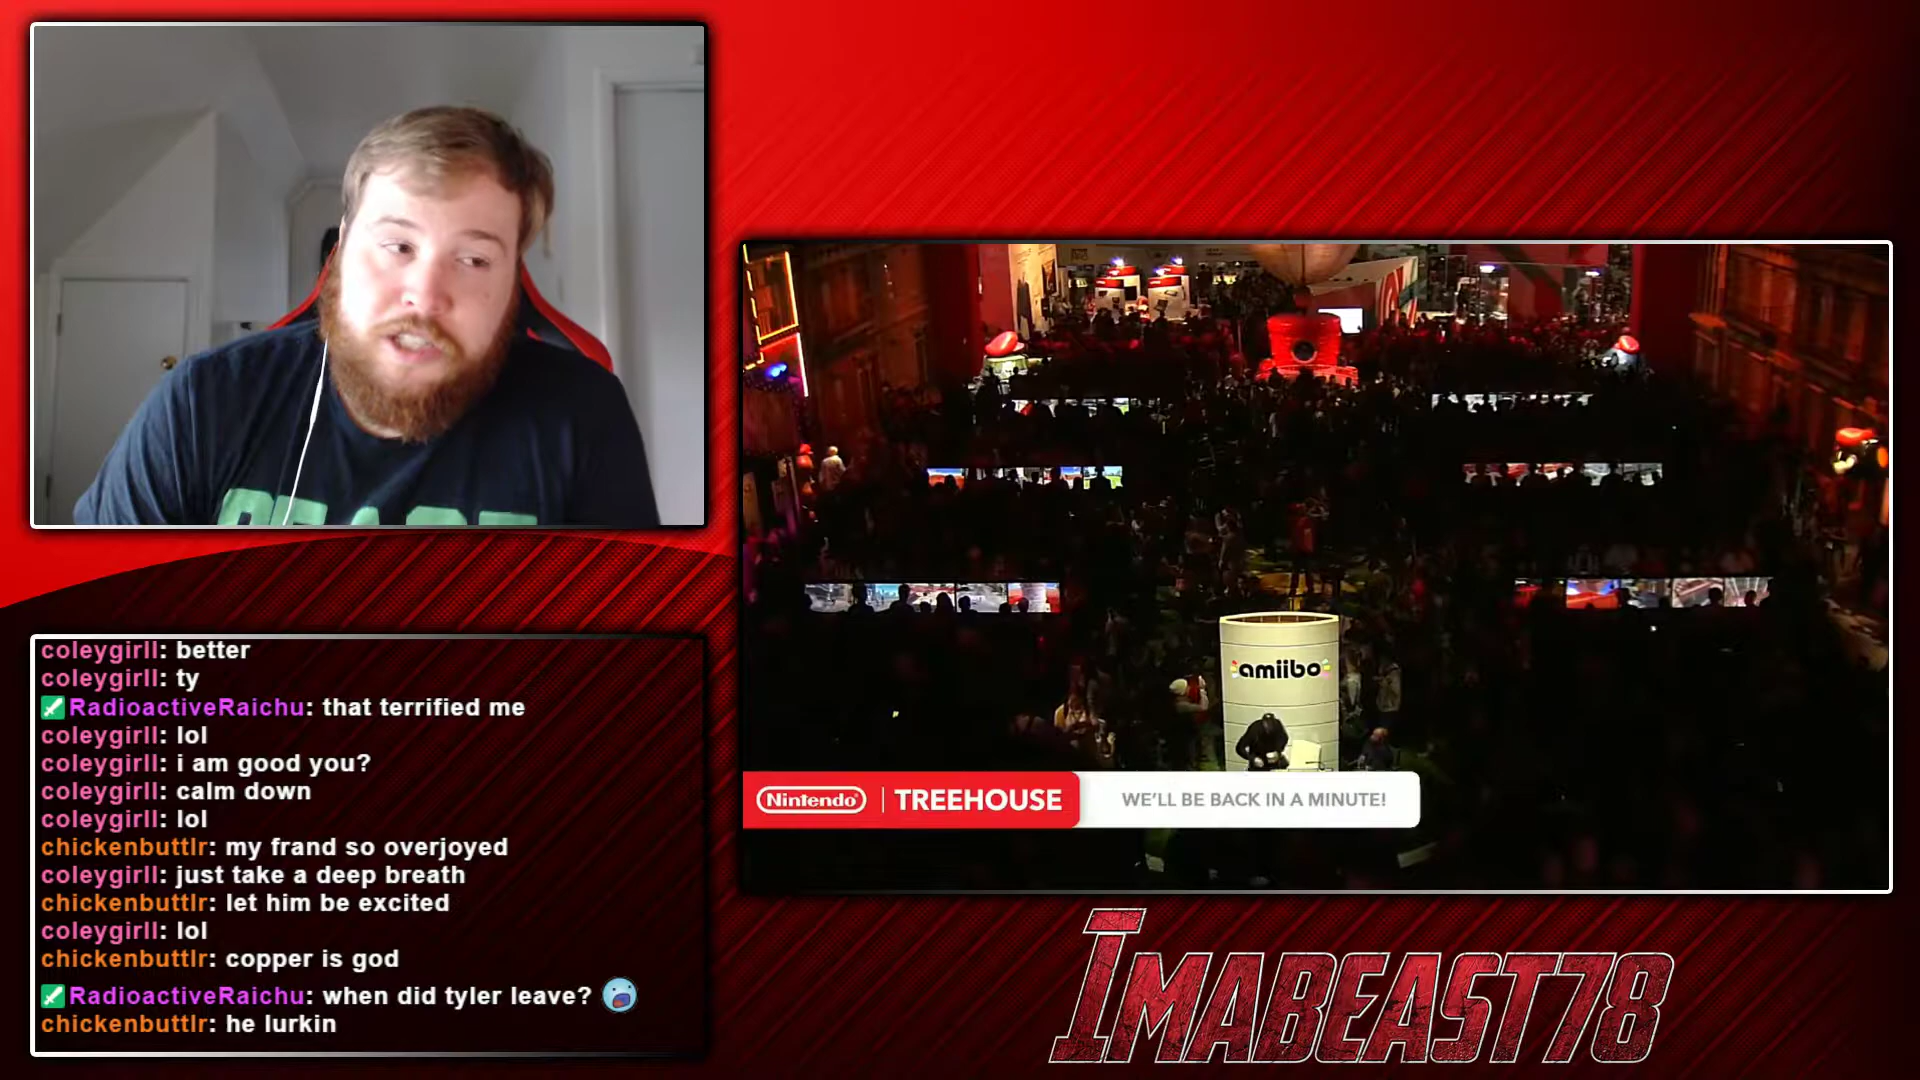 coleygirll: better
coleygirll: ty
RadioactiveRaichu: that terrified me
coleygirll: lol
coleygirll: i am good you?
coleygirll: calm down
coleygirll: lol
chickenbuttlr: my frand so overjoyed
coleygirll: just take a deep breath
chickenbuttlr: let him be excited
coleygirll: lol
chickenbuttlr: copper is god
RadioactiveRaichu: when did tyler leave?
chickenbuttlr: he lurkin
amiibo
Nintendo | TREEHOUSE
WE'LL BE BACK IN A MINUTE!
IMABEAST78